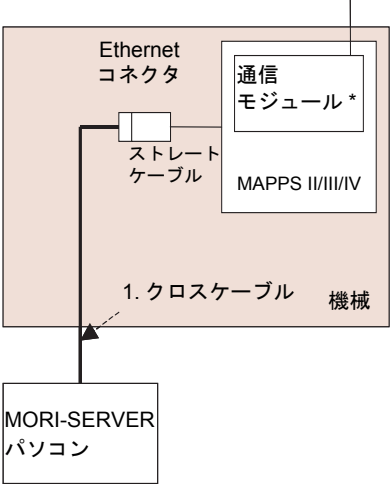 Ethernet
コネクタ
通信
モジュール *
ストレート
ケーブル
MAPPS II/III/IV
1. クロスケーブル
機械
MORI-SERVER
パソコン